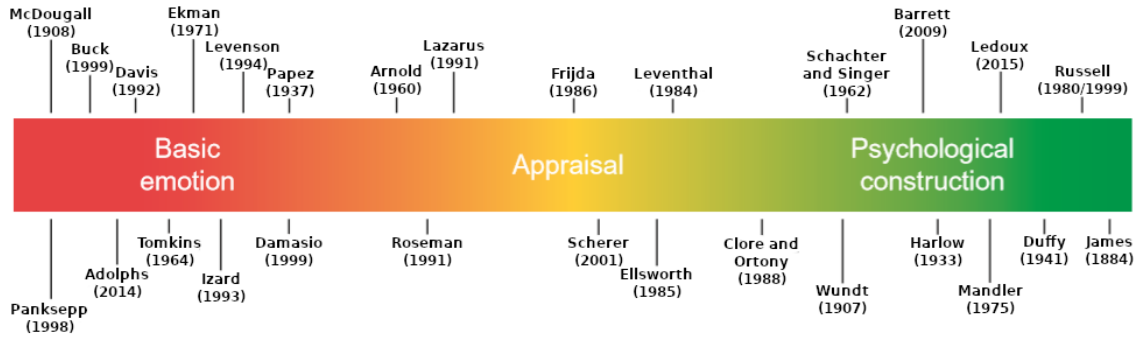 McDougall
(1908)
Buck
(1999)
Davis
(1992)
Ekman
(1971)
Levenson
(1994)
Papez
(1937)
Arnold
(1960)
Lazarus
(1991)
Frijda
(1986)
Leventhal
(1984)
Schachter
and Singer
(1962)
Barrett
(2009)
Ledoux
(2015)
Russell
(1980/1999)
Basic
emotion
Appraisal
Psychological
construction
Panksepp
(1998)
Adolphs
(2014)
Tomkins
(1964)
Izard
(1993)
Damasio
(1999)
Roseman
(1991)
Scherer
(2001)
Ellsworth
(1985)
Clore and
Ortony
(1988)
Wundt
(1907)
Harlow
(1933)
Mandler
(1975)
Duffy
(1941)
James
(1884)